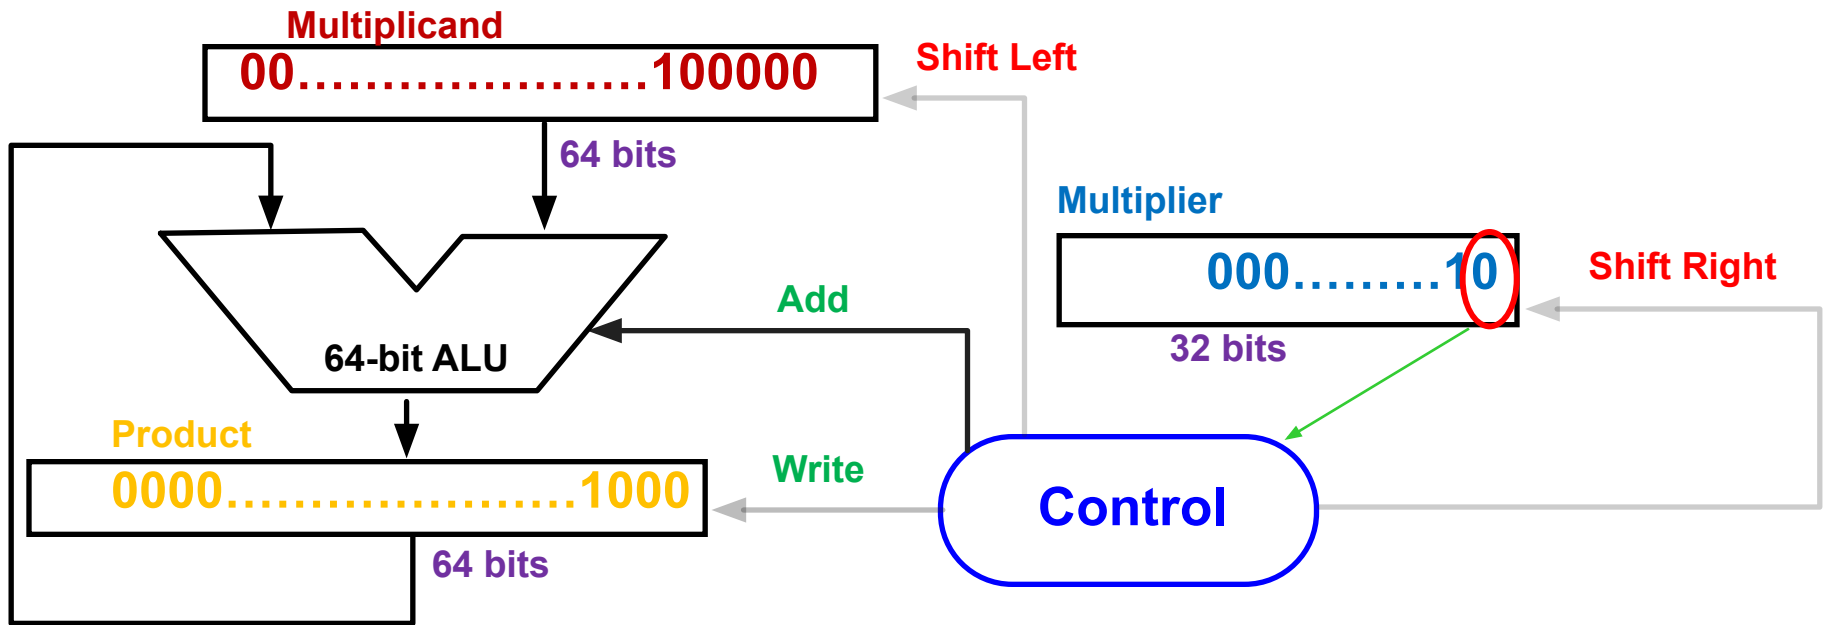 Multiplicand
00.....................100000
Shift Left
64 bits
Multiplier
000.........10
Shift Right
32 bits
Add
64-bit ALU
Product
0000.....................1000
Write
64 bits
Control